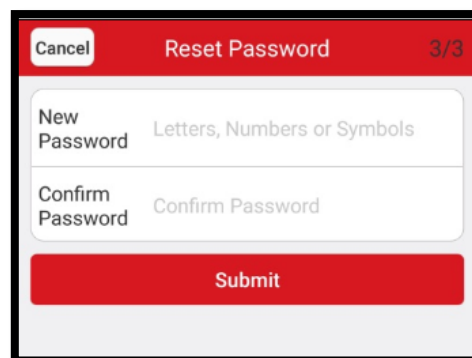 Cancel Reset Password 3/3
New
Password Letters, Numbers or Symbols
Confirm
Password Confirm Password
Submit